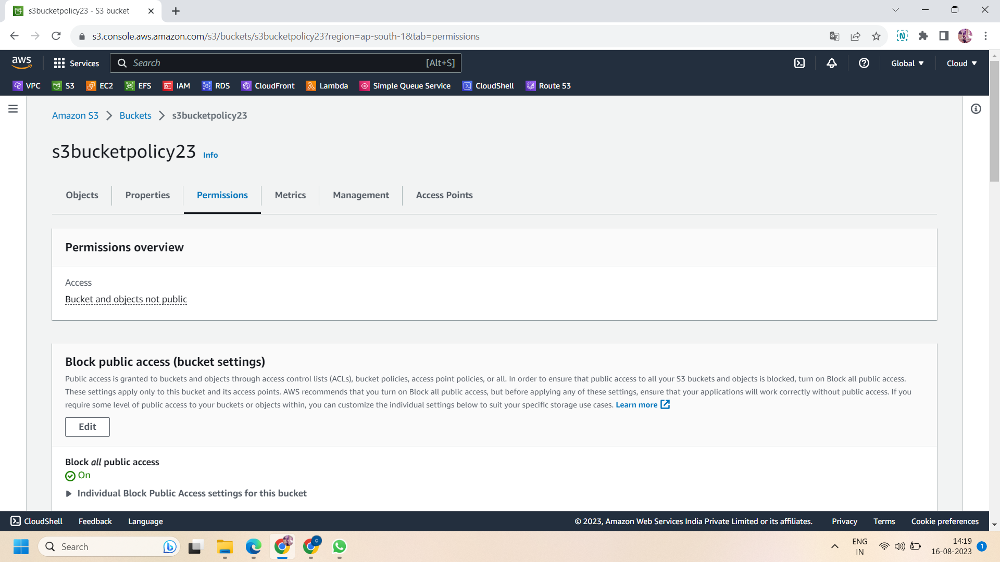 s3bucketpolicy23 - S3 bucket
s3.console.aws.amazon.com/s3/buckets/s3bucketpolicy23?region=ap-south-1&tab=permissions
aws Services Search [Alt+S] Global Cloud
VPC S3 EC2 EFS IAM RDS CloudFront Lambda Simple Queue Service CloudShell Route 53
Amazon S3 Buckets s3bucketpolicy23
s3bucketpolicy23 Info
Objects Properties Permissions Metrics Management Access Points
Permissions overview
Access
Bucket and objects not public
Block public access (bucket settings)
Public access is granted to buckets and objects through access control lists (ACLs), bucket policies, access point policies, or all. In order to ensure that public access to all your S3 buckets and objects is blocked, turn on Block all public access.
These settings apply only to this bucket and its access points. AWS recommends that you turn on Block all public access, but before applying any of these settings, ensure that your applications will work correctly without public access. If you
require some level of public access to your buckets or objects within, you can customize the individual settings below to suit your specific storage use cases. Learn more
Edit
Block all public access
On
Individual Block Public Access settings for this bucket
CloudShell Feedback Language © 2023, Amazon Web Services India Private Limited or its affiliates. Privacy Terms Cookie preferences
Search
ENG
IN
14:19
16-08-2023
1